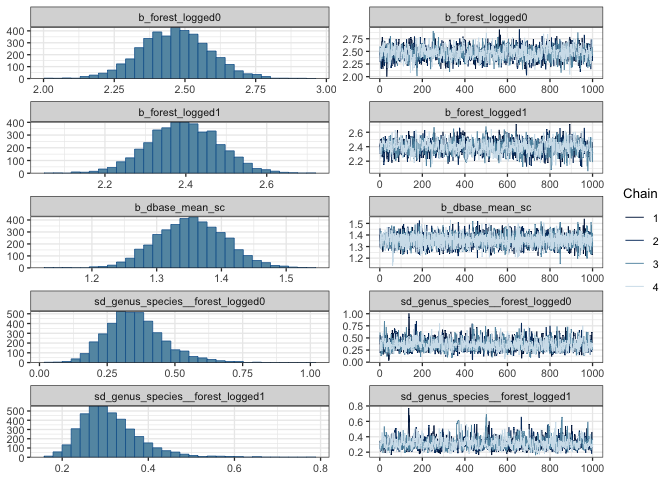 b_forest_logged0
b_forest_logged0
400
300
200
100
0
2.00 2.25 2.50 2.75 3.00
2.75
2.50
2.25
2.00
0 200 400 600 800 1000
b_forest_logged1
b_forest_logged1
400
300
200
100
0
2.2 2.4 2.6
2.6
2.4
2.2
0 200 400 600 800 1000
b_dbase_mean_sc
b_dbase_mean_sc
400
300
200
100
0
1.2 1.3 1.4 1.5
1.5
1.4
1.3
1.2
0 200 400 600 800 1000
sd_genus_species__forest_logged0
sd_genus_species__forest_logged0
500
400
300
200
100
0
0.00 0.25 0.50 0.75 1.00
1.00
0.75
0.50
0.25
0.00
0 200 400 600 800 1000
sd_genus_species__forest_logged1
sd_genus_species__forest_logged1
500
400
300
200
100
0
0.2 0.4 0.6 0.8
0.8
0.6
0.4
0.2
0 200 400 600 800 1000
Chain
1
2
3
4